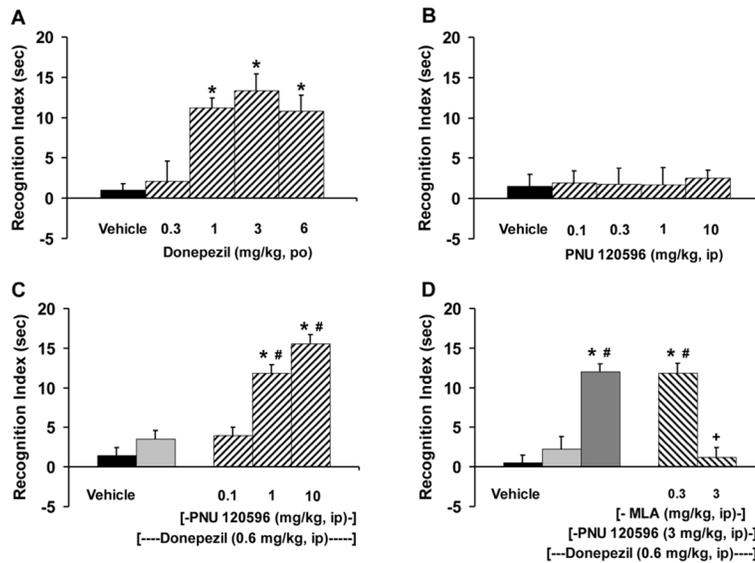 A
Recognition Index (sec)
20
15
10
5
0
-5
* * *
Vehicle 0.3 1 3 6
Donepezil (mg/kg, po)
B
Recognition Index (sec)
20
15
10
5
0
-5
Vehicle 0.1 0.3 1 10
PNU 120596 (mg/kg, ip)
C
Recognition Index (sec)
20
15
10
5
0
-5
* # * #
Vehicle 0.1 1 10
[-PNU 120596 (mg/kg, ip)-]
[----Donepezil (0.6 mg/kg, ip)-----]
D
Recognition Index (sec)
20
15
10
5
0
-5
* # * # +
Vehicle 0.3 3
[- MLA (mg/kg, ip)-]
[-PNU 120596 (3 mg/kg, ip)-]
[---Donepezil (0.6 mg/kg, ip)----]